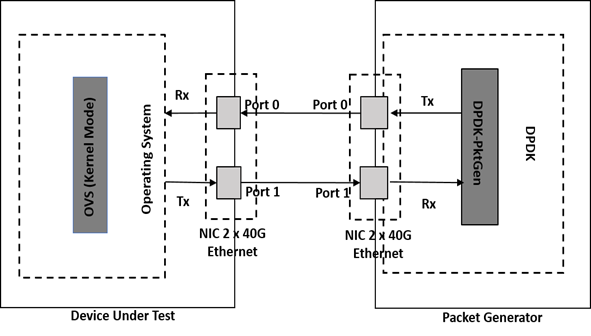 OVS (Kernel Mode)
Operating System
Rx
Tx
Port 0
Port 1
NIC 2 x 40G
Ethernet
Device Under Test
Port 0
Port 1
NIC 2 x 40G
Ethernet
Tx
Rx
DPDK-PktGen
DPDK
Packet Generator